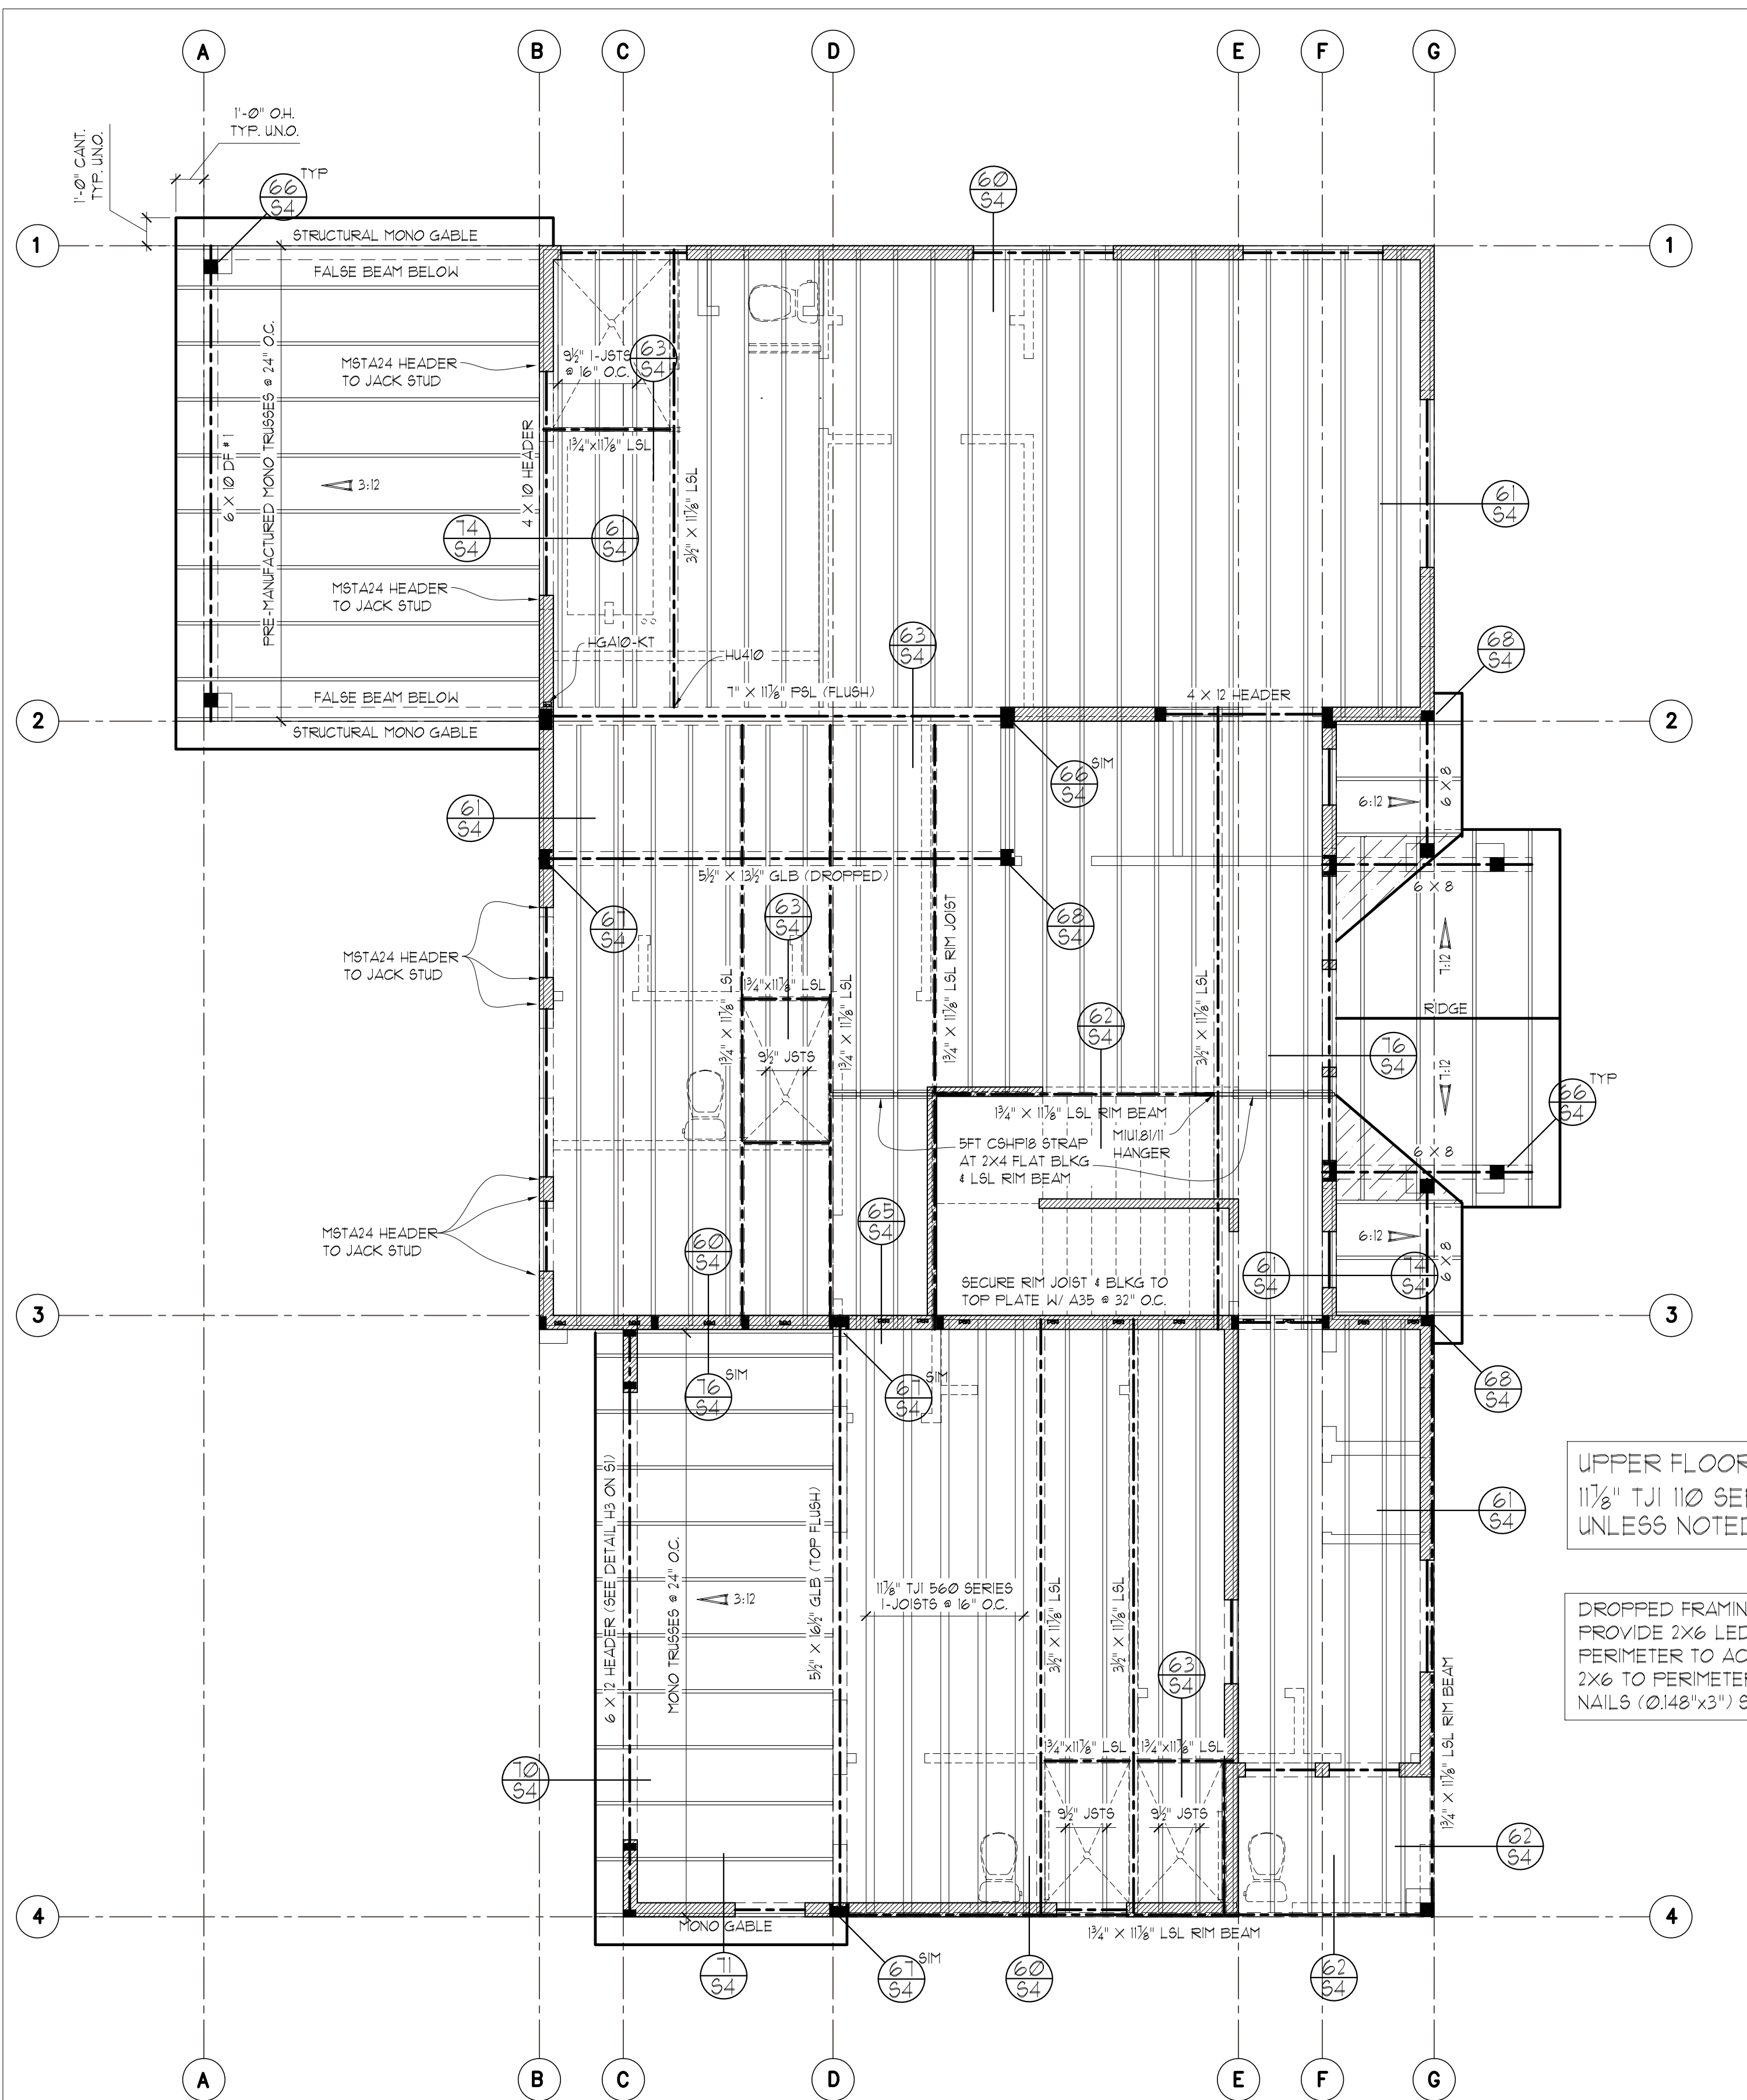 A
B
C
D
E
F
G
1'-0" O.H.
TYP. U.N.O.
1'-0" CANT.
TYP. U.N.O.
66
S4
TYP
60
S4
1
STRUCTURAL MONO GABLE
1
FALSE BEAM BELOW
MSTA24 HEADER
TO JACK STUD
9½" I-JSTS
@ 16" O.C.
63
S4
1¾"x11⅞" LSL
6 X 10 DF #1
PRE-MANUFACTURED MONO TRUSSES @ 24" O.C.
3:12
4 X 10 HEADER
3½" X 11⅞" LSL
74
S4
6
S4
61
S4
MSTA24 HEADER
TO JACK STUD
HGA10-KT
HU410
63
S4
68
S4
FALSE BEAM BELOW
7" X 11⅞" PSL (FLUSH)
4 X 12 HEADER
2
STRUCTURAL MONO GABLE
2
66
S4
SIM
61
S4
6:12
6 X 8
5½" X 13½" GLB (DROPPED)
6 X 8
67
S4
63
S4
68
S4
MSTA24 HEADER
TO JACK STUD
1¾" X 11⅞" LSL
1¾"x11⅞" LSL
1¾" X 11⅞" LSL
1¾" X 11⅞" LSL RIM JOIST
3½" X 11⅞" LSL
7:12
RIDGE
62
S4
9½" JSTS
76
S4
7:12
66
S4
TYP
1¾" X 11⅞" LSL RIM BEAM
5FT CSHP18 STRAP
AT 2X4 FLAT BLKG
& LSL RIM BEAM
MIU1.81/11
HANGER
6 X 8
MSTA24 HEADER
TO JACK STUD
65
S4
60
S4
6:12
6 X 8
61
S4
74
S4
SECURE RIM JOIST & BLKG TO
TOP PLATE W/ A35 @ 32" O.C.
3
3
76
S4
SIM
67
S4
SIM
68
S4
6 X 12 HEADER (SEE DETAIL H3 ON S1)
MONO TRUSSES @ 24" O.C.
3:12
5½" X 16½" GLB (TOP FLUSH)
11⅞" TJI 560 SERIES
I-JOISTS @ 16" O.C.
3½" X 11⅞" LSL
3½" X 11⅞" LSL
61
S4
UPPER FLOOR
11⅞" TJI 110 SE
UNLESS NOTED
DROPPED FRAMIN
PROVIDE 2X6 LED
PERIMETER TO AC
2X6 TO PERIMETER
NAILS (0.148"x3") S
63
S4
1¾"x11⅞" LSL
1¾"x11⅞" LSL
70
S4
9½" JSTS
9½" JSTS
1¾" X 11⅞" LSL RIM BEAM
62
S4
4
MONO GABLE
1¾" X 11⅞" LSL RIM BEAM
4
71
S4
67
S4
SIM
60
S4
62
S4
A
B
C
D
E
F
G